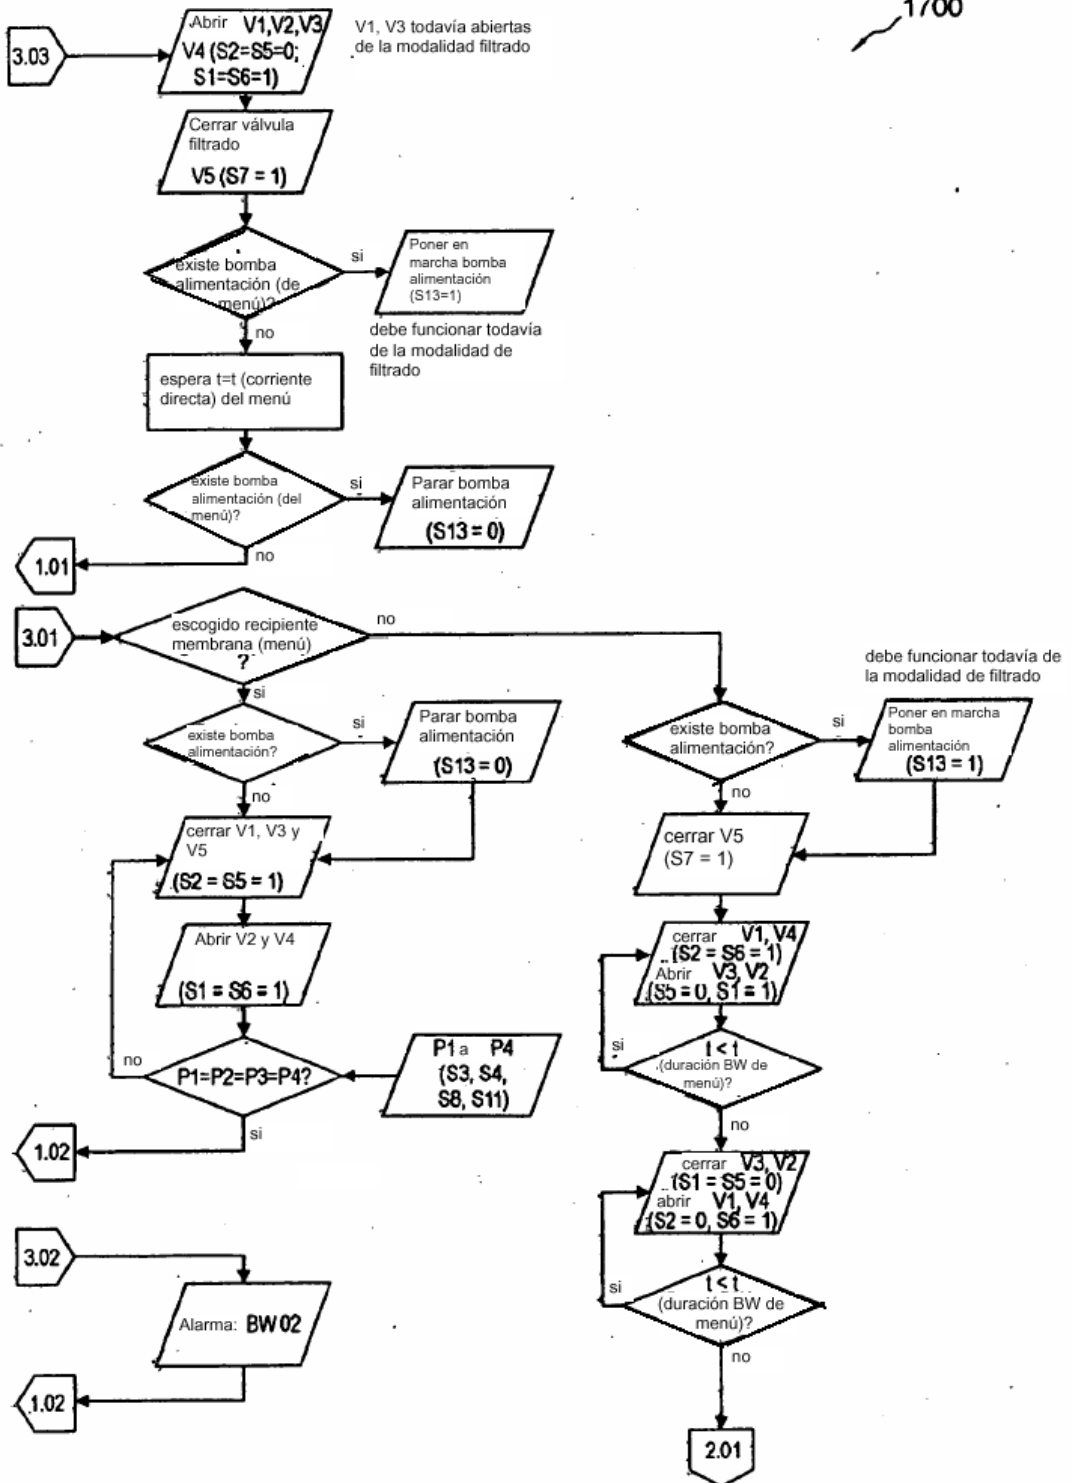 1700
3.03
Abrir V1,V2,V3
V4 (S2=S5=0;
S1=S6=1)
V1, V3 todavía abiertas
de la modalidad filtrado
Cerrar válvula
filtrado
V5 (S7 = 1)
existe bomba
alimentación (de
menú)?
si
Poner en
marcha bomba
alimentación
(S13=1)
debe funcionar todavía
de la modalidad de
filtrado
no
espera t=t (corriente
directa) del menú
existe bomba
alimentación (del
menú)?
si
Parar bomba
alimentación
(S13 = 0)
no
1.01
3.01
escogido recipiente
membrana (menú)
?
no
si
existe bomba
alimentación?
si
Parar bomba
alimentación
(S13 = 0)
no
cerrar V1, V3 y
V5
(S2 = S5 = 1)
Abrir V2 y V4
(S1 = S6 = 1)
P1=P2=P3=P4?
no
P1 a P4
(S3, S4,
S8, S11)
si
1.02
3.02
Alarma: BW 02
1.02
debe funcionar todavía de
la modalidad de filtrado
existe bomba
alimentación?
si
Poner en marcha
bomba
alimentación
(S13 = 1)
no
cerrar V5
(S7 = 1)
cerrar V1, V4
(S2 = S6 = 1)
Abrir V3, V2
(S5 = 0, S1 = 1)
si
t < t
(duración BW de
menú)?
no
cerrar V3, V2
(S1 = S5 = 0)
abrir V1, V4
(S2 = 0, S6 = 1)
si
t < t
(duración BW de
menú)?
no
2.01